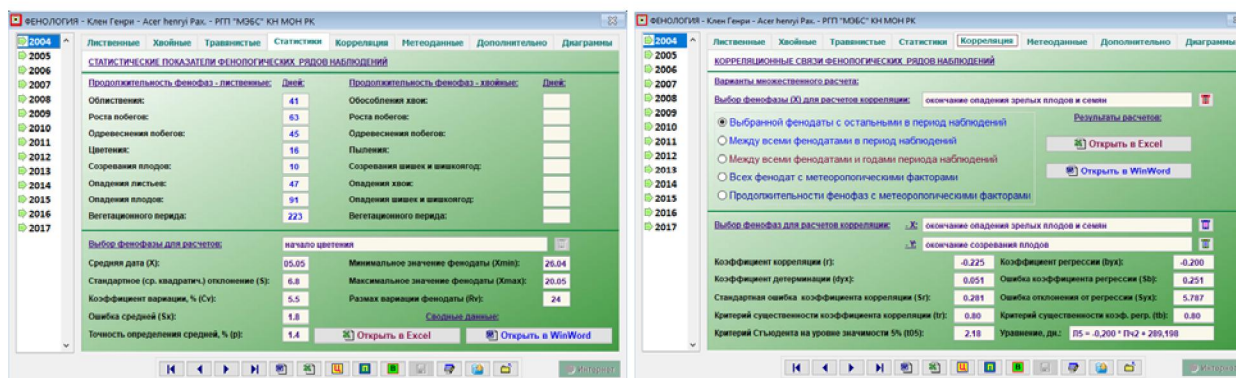 ФЕНОЛОГИЯ - Клен Генри - Acer henryi Pax. - РГП "МЭБС" КН МОН РК
2004
2005
2006
2007
2008
2009
2010
2011
2012
2013
2014
2015
2016
2017
Лиственные Хвойные Травянистые Статистики Корреляция Метеоданные Дополнительно Диаграммы
СТАТИСТИЧЕСКИЕ ПОКАЗАТЕЛИ ФЕНОЛОГИЧЕСКИХ РЯДОВ НАБЛЮДЕНИЙ
Продолжительность фенофаз - лиственные: Дней: Продолжительность фенофаз - хвойные: Дней:
Облиствения: 41 Обособления хвои:
Роста побегов: 63 Роста побегов:
Одревеснения побегов: 45 Одревеснения побегов:
Цветения: 16 Пыления:
Созревания плодов: 10 Созревания шишек и шишкоягод:
Опадения листьев: 47 Опадения хвои:
Опадения плодов: 91 Опадения шишек и шишкоягод:
Вегетационного перида: 223 Вегетационного перида:
Выбор фенофазы для расчетов: начало цветения
Средняя дата (X): 05.05 Минимальное значение фенодаты (Xmin): 26.04
Стандартное (ср. квадратич.) отклонение (S): 6.8 Максимальное значение фенодаты (Xmax): 20.05
Коэффициент вариации, % (Cv): 5.5 Размах вариации фенодаты (Rv): 24
Ошибка средней (Sx): 1.8 Сводные данные:
Точность определения средней, % (p): 1.4 Открыть в Excel Открыть в WinWord
Ц П В Интернат
ФЕНОЛОГИЯ - Клен Генри - Acer henryi Pax. - РГП "МЭБС" КН МОН РК
2004
2005
2006
2007
2008
2009
2010
2011
2012
2013
2014
2015
2016
2017
Лиственные Хвойные Травянистые Статистики Корреляция Метеоданные Дополнительно Диаграммы
КОРРЕЛЯЦИОННЫЕ СВЯЗИ ФЕНОЛОГИЧЕСКИХ РЯДОВ НАБЛЮДЕНИЙ
Варианты множественного расчета:
Выбор фенофазы (X) для расчетов корреляции: окончание опадения зрелых плодов и семян
Выбранной фенодаты с остальными в период наблюдений Результаты расчетов:
Между всеми фенодатами в период наблюдений Открыть в Excel
Между всеми фенодатами и годами периода наблюдений
Всех фенодат с метеоропогическими факторами Открыть в WinWord
Продолжительности фенофаз с метеоропогическими факторами
Выбор фенофазы для расчетов корреляции: . X: окончание опадения зрелых плодов и семян
. Y: окончание созревания плодов
Коэффициент корреляции (r): -0.225 Коэффициент регрессии (byx): -0.200
Коэффициент детерминации (dyx): 0.051 Ошибка коэффициента регрессии (Sb): 0.251
Стандартная ошибка коэффициента корреляции (Sr): 0.281 Ошибка отклонения от регрессии (Syx): 5.787
Критерий существенности коэффициента корреляции (tr): 0.80 Критерий существенности коэф. регр. (tb): 0.80
Критерий Стъюдента на уровне значимости 5% (t05): 2.18 Уравнение, дн.: П5 = -0,200 * Пч2 + 289,198
Ц П В Интернат